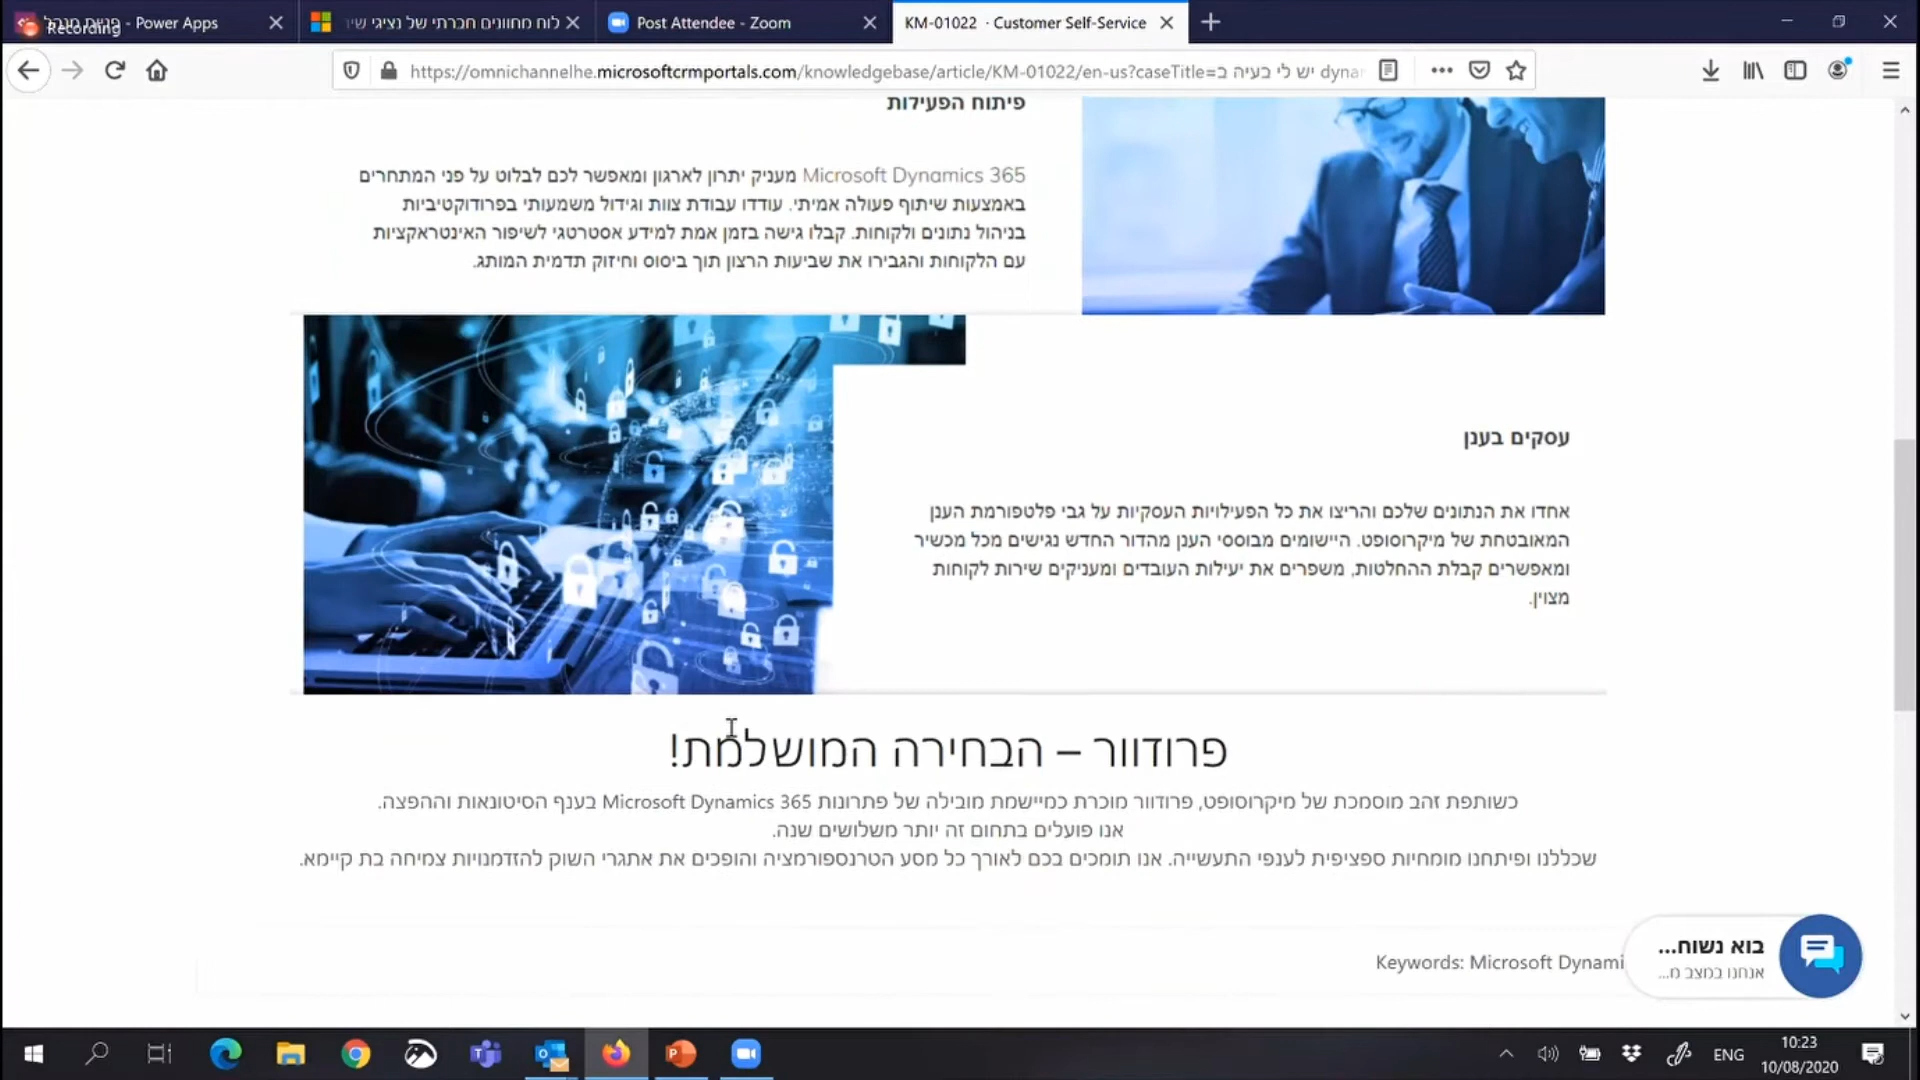 Recording
- Power Apps
לוח מחוונים חברתי של נציגי שיר
Post Attendee - Zoom
KM-01022 · Customer Self-Service
https://omnichannelhe.microsoftcrmportals.com/knowledgebase/article/KM-01022/en-us?caseTitle=יש לי בעיה ב dynar
פיתוח הפעילות
Microsoft Dynamics 365 מעניק יתרון לארגון ומאפשר לכם לבלוט על פני המתחרים
באמצעות שיתוף פעולה אמיתי. עודדו עבודת צוות וגידול משמעותי בפרודוקטיביות
בניהול נתונים ולקוחות. קבלו גישה בזמן אמת למידע אסטרטגי לשיפור האינטראקציות
עם הלקוחות והגבירו את שביעות הרצון תוך ביסוס וחיזוק תדמית המותג.
עסקים בענן
אחדו את הנתונים שלכם והריצו את כל הפעילויות העסקיות על גבי פלטפורמת הענן
המאובטחת של מיקרוסופט. היישומים מבוססי הענן מהדור החדש נגישים מכל מכשיר
ומאפשרים קבלת ההחלטות, משפרים את יעילות העובדים ומעניקים שירות לקוחות
מצוין.
פרודוור – הבחירה המושלמת!
כשותפת זהב מוסמכת של מיקרוסופט, פרודוור מוכרת כמיישמת מובילה של פתרונות Microsoft Dynamics 365 בענף הסיטונאות וההפצה.
אנו פועלים בתחום זה יותר משלושים שנה.
שכללנו ופיתחנו מומחיות ספציפית לענפי התעשייה. אנו תומכים בכם לאורך כל מסע הטרנספורמציה והופכים את אתגרי השוק להזדמנויות צמיחה בת קיימא.
Keywords: Microsoft Dynami
בוא נשוח...
אנחנו במצב מ...
ENG
10:23
10/08/2020